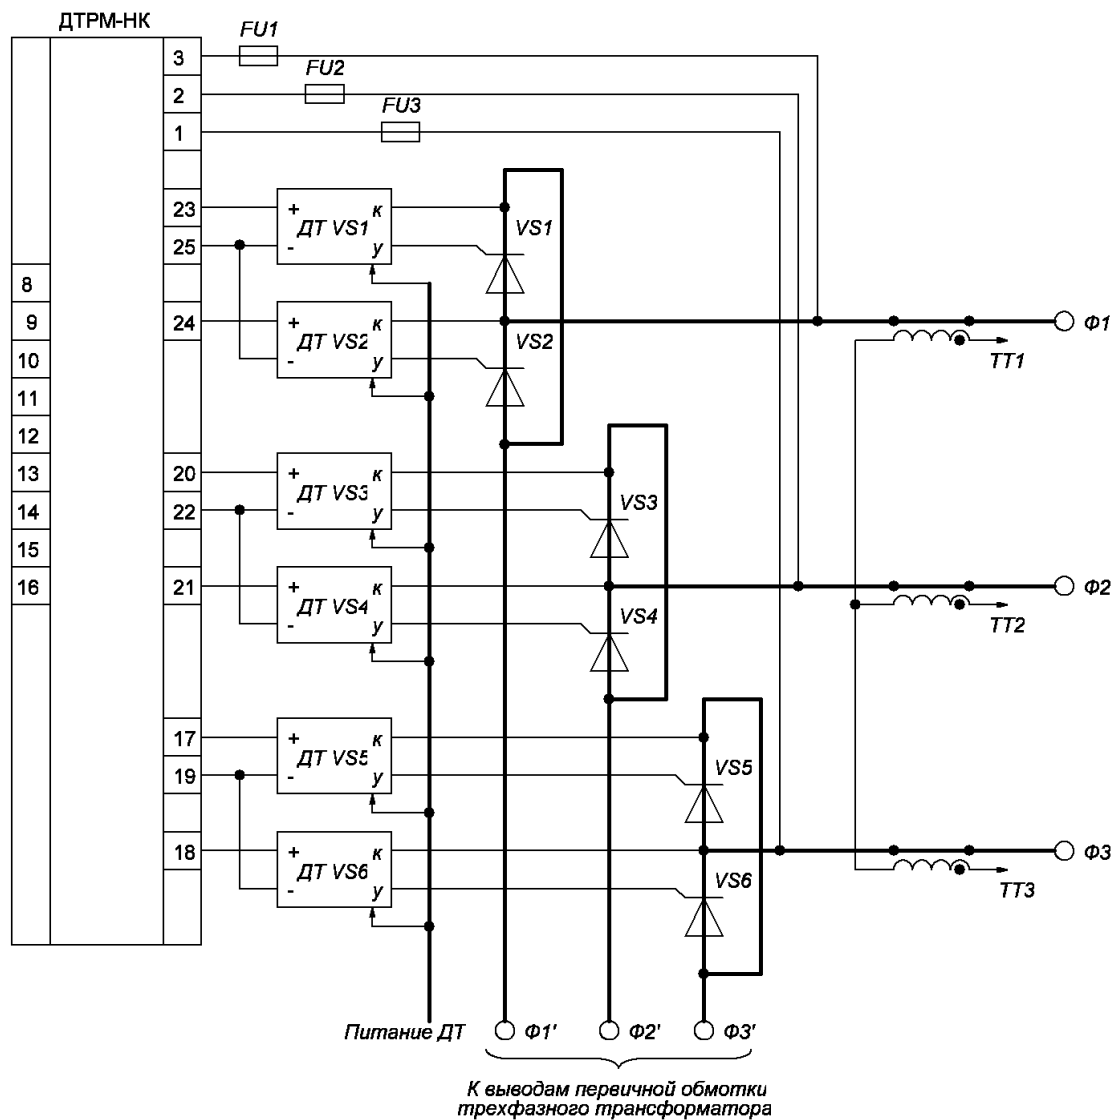 ДТРМ-НК
FU1
3
FU2
2
FU3
1
23
+ к
ДТ VS1
VS1
25
- у
8
9
24
+ к
ДТ VS2
VS2
Ф1
10
- у
ТТ1
11
12
13
20
+ к
ДТ VS3
VS3
14
22
- у
15
16
21
+ к
ДТ VS4
VS4
Ф2
- у
ТТ2
17
+ к
ДТ VS5
VS5
19
- у
18
+ к
ДТ VS6
VS6
Ф3
- у
ТТ3
Питание ДТ
Ф1'
Ф2'
Ф3'
К выводам первичной обмотки
трехфазного трансформатора